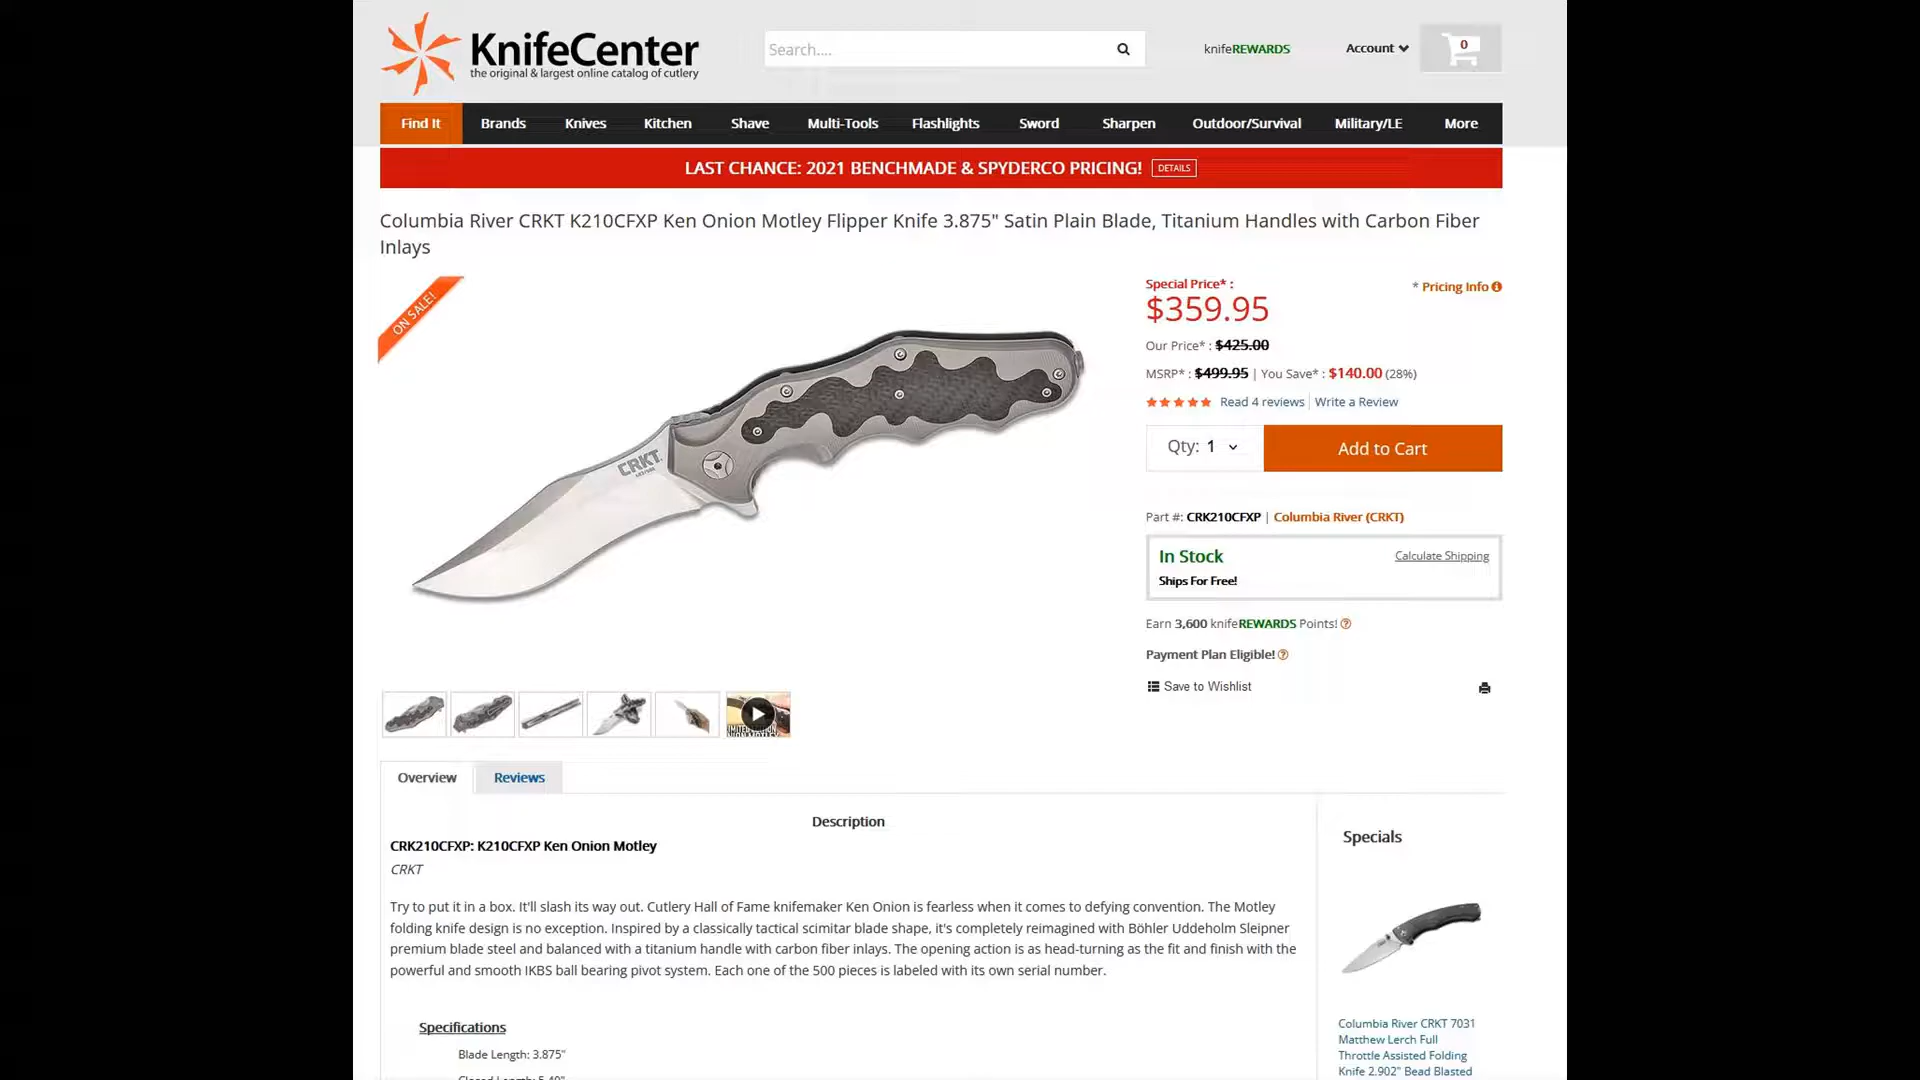 KnifeCenter
the original & largest online catalog of cutlery
Search....
knifeREWARDS
Account
0
Find It
Brands
Knives
Kitchen
Shave
Multi-Tools
Flashlights
Sword
Sharpen
Outdoor/Survival
Military/LE
More
LAST CHANCE: 2021 BENCHMADE & SPYDERCO PRICING! DETAILS
Columbia River CRKT K210CFXP Ken Onion Motley Flipper Knife 3.875" Satin Plain Blade, Titanium Handles with Carbon Fiber
Inlays
ON SALE!
CRKT
Special Price* :
* Pricing Info
$359.95
Our Price* : $425.00
MSRP* : $499.95 | You Save* : $140.00 (28%)
Read 4 reviews | Write a Review
Qty: 1
Add to Cart
Part #: CRK210CFXP | Columbia River (CRKT)
In Stock
Calculate Shipping
Ships For Free!
Earn 3,600 knifeREWARDS Points!
Payment Plan Eligible!
Save to Wishlist
Overview
Reviews
Description
CRK210CFXP: K210CFXP Ken Onion Motley
CRKT
Try to put it in a box. It'll slash its way out. Cutlery Hall of Fame knifemaker Ken Onion is fearless when it comes to defying convention. The Motley
folding knife design is no exception. Inspired by a classically tactical scimitar blade shape, it's completely reimagined with Böhler Uddeholm Sleipner
premium blade steel and balanced with a titanium handle with carbon fiber inlays. The opening action is as head-turning as the fit and finish with the
powerful and smooth IKBS ball bearing pivot system. Each one of the 500 pieces is labeled with its own serial number.
Specifications
Blade Length: 3.875"
Specials
Columbia River CRKT 7031
Matthew Lerch Full
Throttle Assisted Folding
Knife 2.902" Bead Blasted